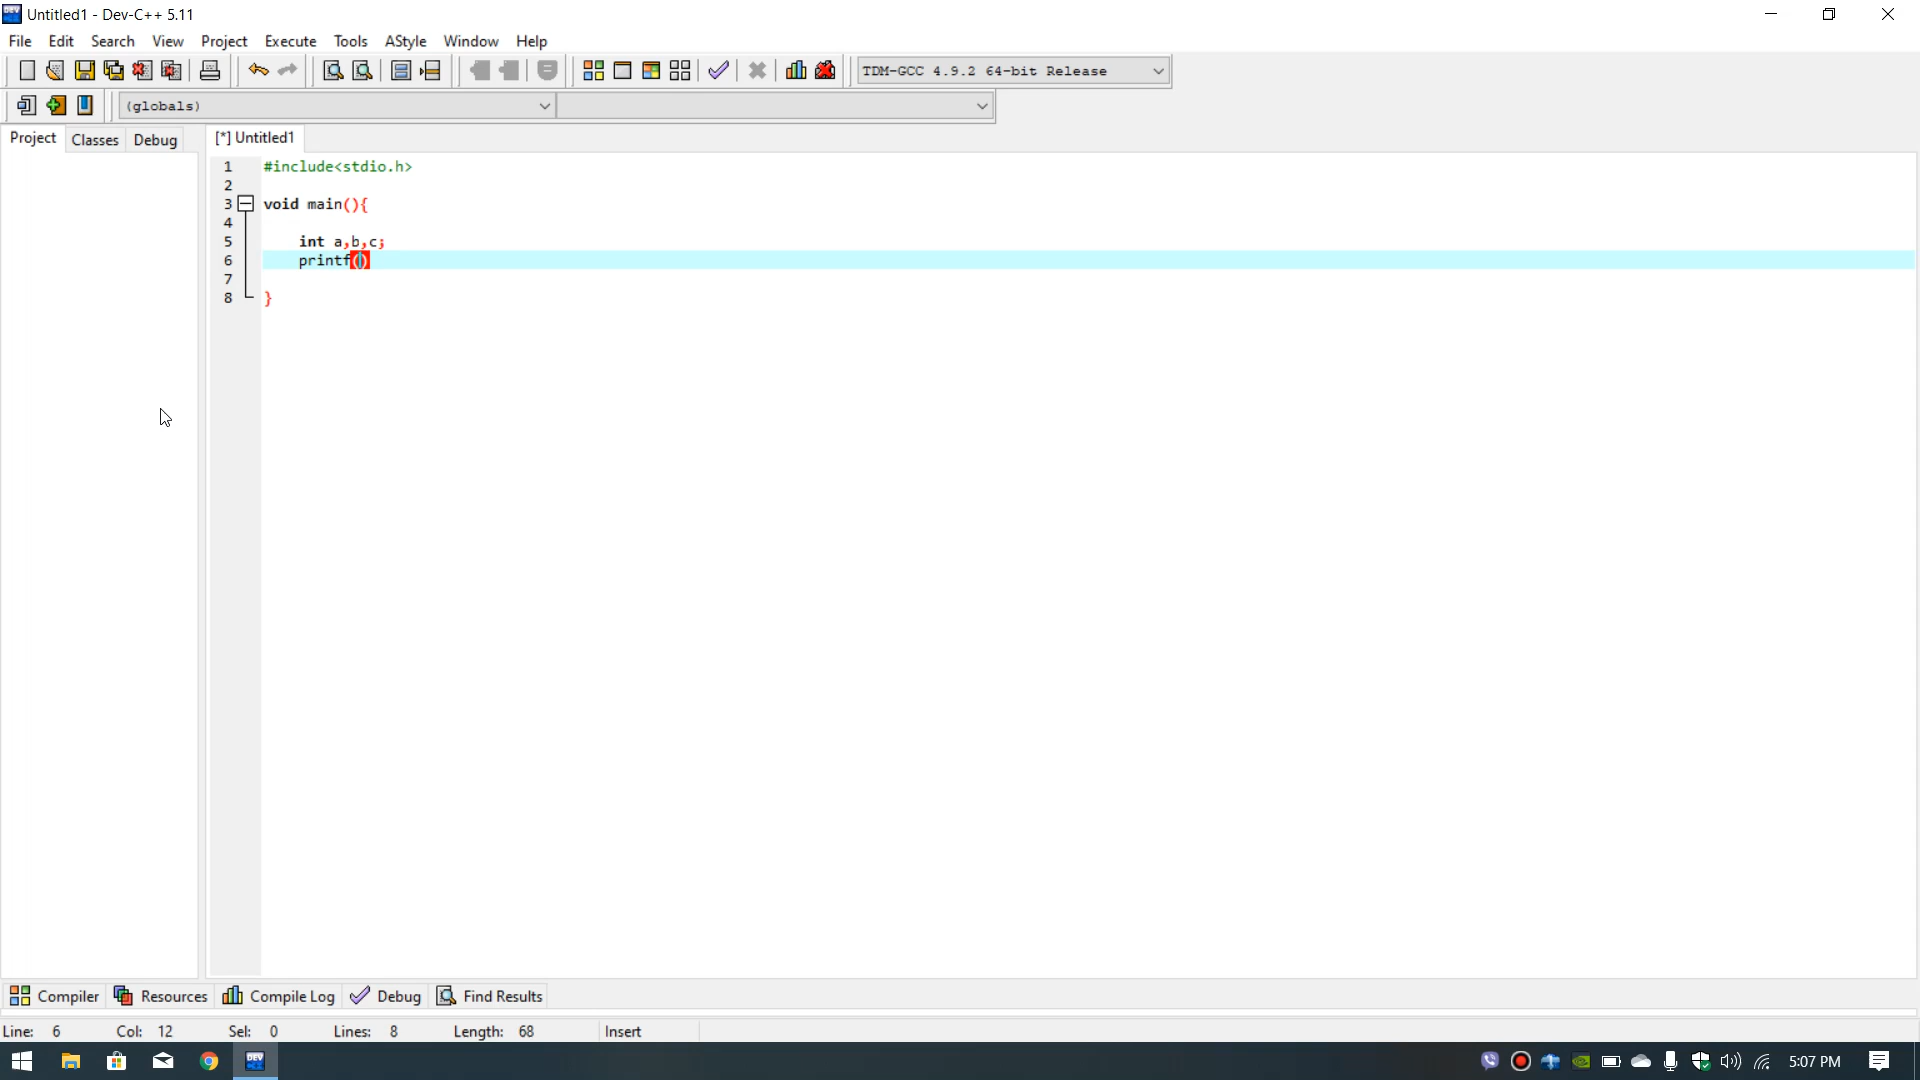 Untitled1 - Dev-C++ 5.11
File Edit Search View Project Execute Tools AStyle Window Help
TDM-GCC 4.9.2 64-bit Release
(globals)
Project Classes Debug [*] Untitled1
1 #include<stdio.h>
2
3 void main(){
4
5 int a,b,c;
6 printf()
7
8 }
Compiler Resources Compile Log Debug Find Results
Line: 6 Col: 12 Sel: 0 Lines: 8 Length: 68 Insert
DEV 5:07 PM